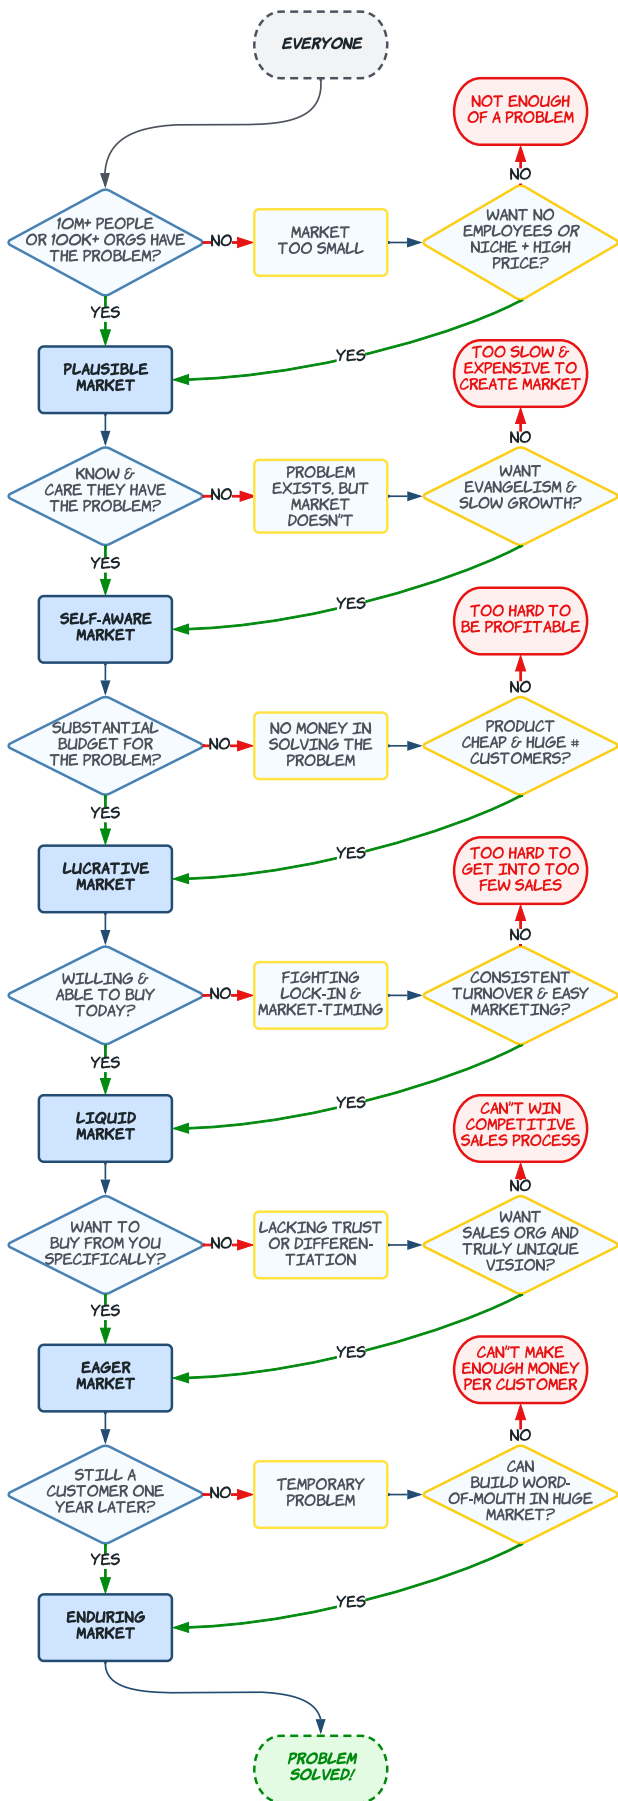 EVERYONE
NOT ENOUGH
OF A PROBLEM
NO
10M+ PEOPLE
OR 100K+ ORGS HAVE
THE PROBLEM?
NO
MARKET
TOO SMALL
WANT NO
EMPLOYEES OR
NICHE + HIGH
PRICE?
YES
YES
PLAUSIBLE
MARKET
TOO SLOW &
EXPENSIVE TO
CREATE MARKET
NO
KNOW &
CARE THEY HAVE
THE PROBLEM?
NO
PROBLEM
EXISTS, BUT
MARKET
DOESN"T
WANT
EVANGELISM &
SLOW GROWTH?
YES
YES
SELF-AWARE
MARKET
TOO HARD TO
BE PROFITABLE
NO
SUBSTANTIAL
BUDGET FOR
THE PROBLEM?
NO
NO MONEY IN
SOLVING THE
PROBLEM
PRODUCT
CHEAP & HUGE #
CUSTOMERS?
YES
YES
LUCRATIVE
MARKET
TOO HARD TO
GET INTO TOO
FEW SALES
NO
WILLING &
ABLE TO BUY
TODAY?
NO
FIGHTING
LOCK-IN &
MARKET-TIMING
CONSISTENT
TURNOVER & EASY
MARKETING?
YES
YES
LIQUID
MARKET
CAN"T WIN
COMPETITIVE
SALES PROCESS
NO
WANT TO
BUY FROM YOU
SPECIFICALLY?
NO
LACKING TRUST
OR DIFFEREN-
TIATION
WANT
SALES ORG AND
TRULY UNIQUE
VISION?
YES
YES
EAGER
MARKET
CAN"T MAKE
ENOUGH MONEY
PER CUSTOMER
NO
STILL A
CUSTOMER ONE
YEAR LATER?
NO
TEMPORARY
PROBLEM
CAN
BUILD WORD-
OF-MOUTH IN HUGE
MARKET?
YES
YES
ENDURING
MARKET
PROBLEM
SOLVED!